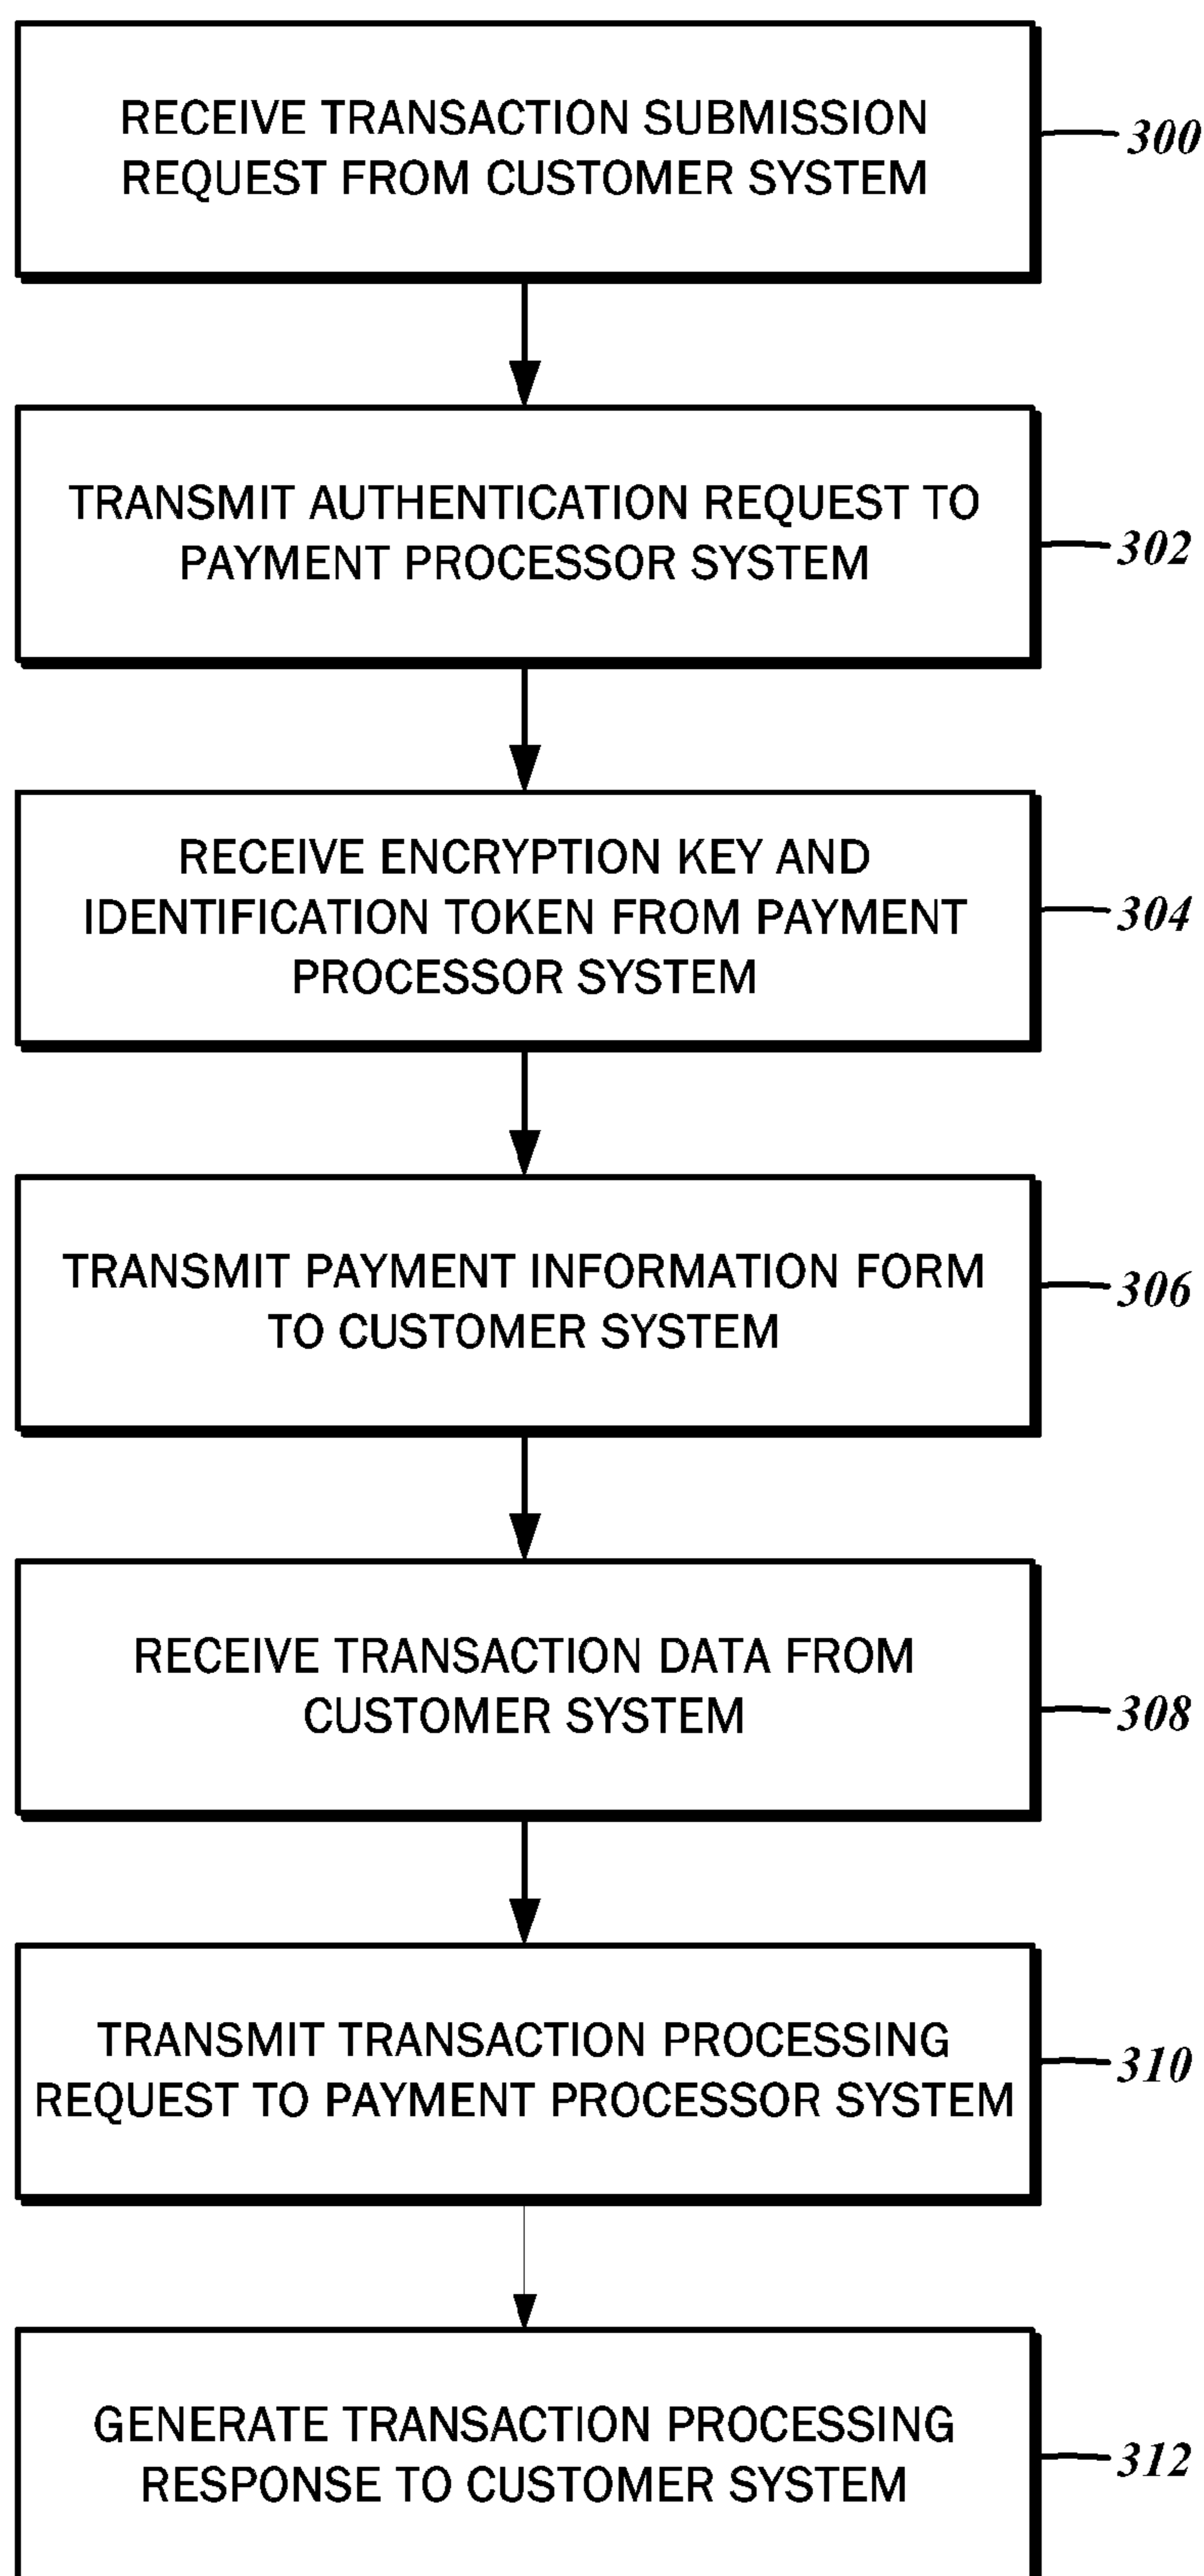 RECEIVE TRANSACTION SUBMISSION
REQUEST FROM CUSTOMER SYSTEM
300
TRANSMIT AUTHENTICATION REQUEST TO
PAYMENT PROCESSOR SYSTEM
302
RECEIVE ENCRYPTION KEY AND
IDENTIFICATION TOKEN FROM PAYMENT
PROCESSOR SYSTEM
304
TRANSMIT PAYMENT INFORMATION FORM
TO CUSTOMER SYSTEM
306
RECEIVE TRANSACTION DATA FROM
CUSTOMER SYSTEM
308
TRANSMIT TRANSACTION PROCESSING
REQUEST TO PAYMENT PROCESSOR SYSTEM
310
GENERATE TRANSACTION PROCESSING
RESPONSE TO CUSTOMER SYSTEM
312